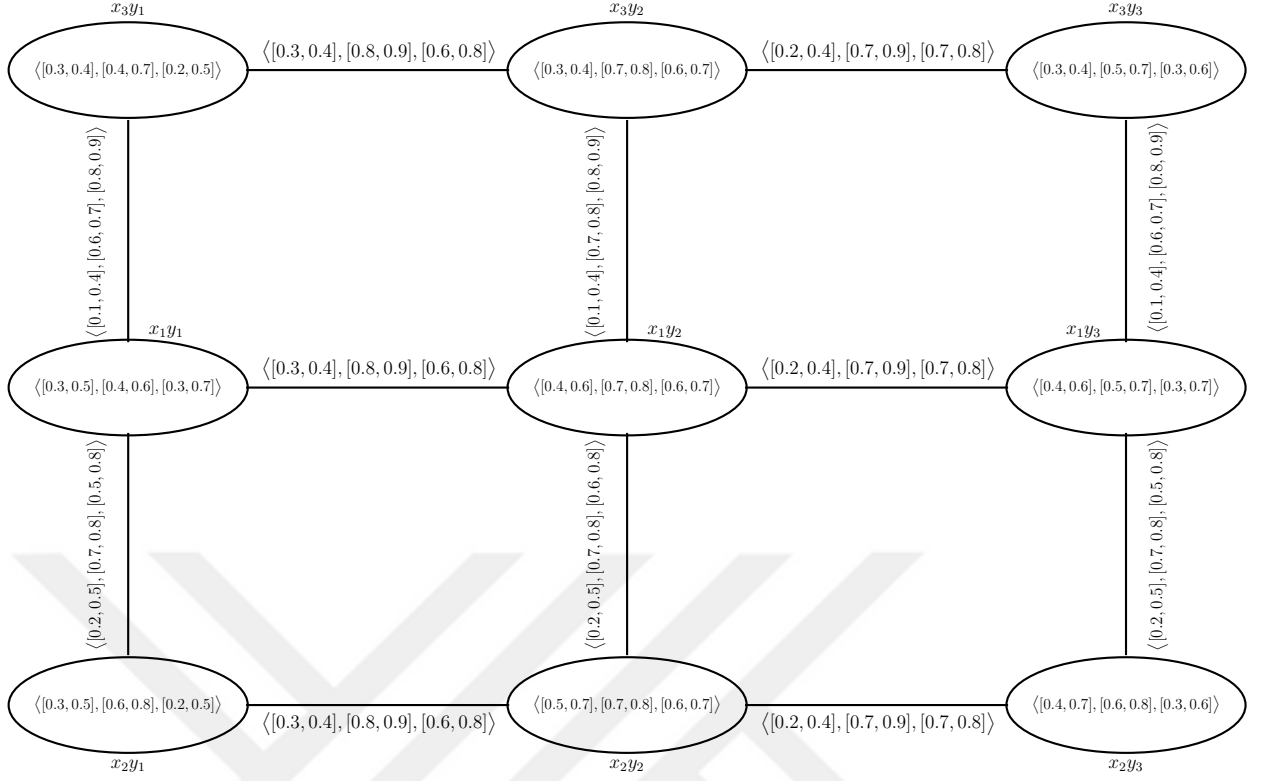 x₃y₁
x₃y₂
x₃y₃
⟨[0.3, 0.4], [0.8, 0.9], [0.6, 0.8]⟩
⟨[0.2, 0.4], [0.7, 0.9], [0.7, 0.8]⟩
⟨[0.3, 0.4], [0.4, 0.7], [0.2, 0.5]⟩
⟨[0.3, 0.4], [0.7, 0.8], [0.6, 0.7]⟩
⟨[0.3, 0.4], [0.5, 0.7], [0.3, 0.6]⟩
⟨[0.1, 0.4], [0.6, 0.7], [0.8, 0.9]⟩
⟨[0.1, 0.4], [0.7, 0.8], [0.8, 0.9]⟩
⟨[0.1, 0.4], [0.6, 0.7], [0.8, 0.9]⟩
x₁y₁
x₁y₂
x₁y₃
⟨[0.3, 0.4], [0.8, 0.9], [0.6, 0.8]⟩
⟨[0.2, 0.4], [0.7, 0.9], [0.7, 0.8]⟩
⟨[0.3, 0.5], [0.4, 0.6], [0.3, 0.7]⟩
⟨[0.4, 0.6], [0.7, 0.8], [0.6, 0.7]⟩
⟨[0.4, 0.6], [0.5, 0.7], [0.3, 0.7]⟩
⟨[0.2, 0.5], [0.7, 0.8], [0.5, 0.8]⟩
⟨[0.2, 0.5], [0.7, 0.8], [0.6, 0.8]⟩
⟨[0.2, 0.5], [0.7, 0.8], [0.5, 0.8]⟩
⟨[0.3, 0.5], [0.6, 0.8], [0.2, 0.5]⟩
⟨[0.5, 0.7], [0.7, 0.8], [0.6, 0.7]⟩
⟨[0.4, 0.7], [0.6, 0.8], [0.3, 0.6]⟩
⟨[0.3, 0.4], [0.8, 0.9], [0.6, 0.8]⟩
⟨[0.2, 0.4], [0.7, 0.9], [0.7, 0.8]⟩
x₂y₁
x₂y₂
x₂y₃